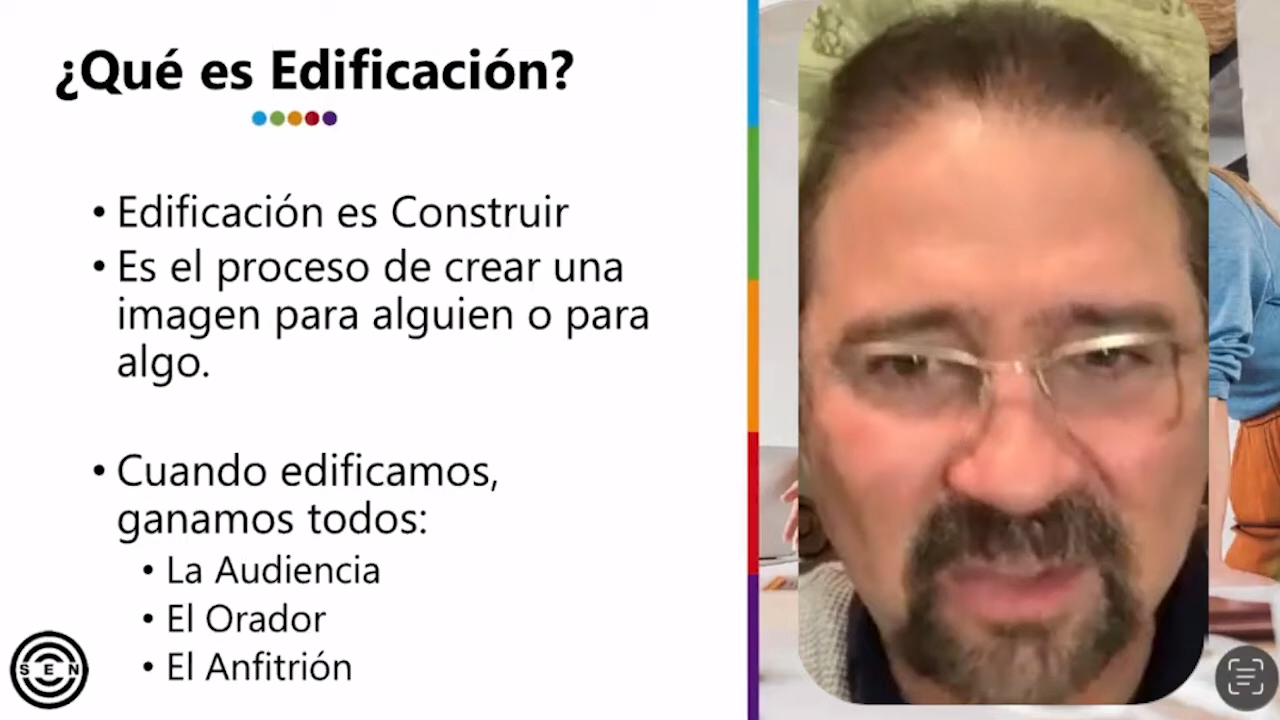 ¿Qué es Edificación?
• Edificación es Construir
• Es el proceso de crear una
imagen para alguien o para
algo.
• Cuando edificamos,
ganamos todos:
• La Audiencia
• El Orador
• El Anfitrión
SEN